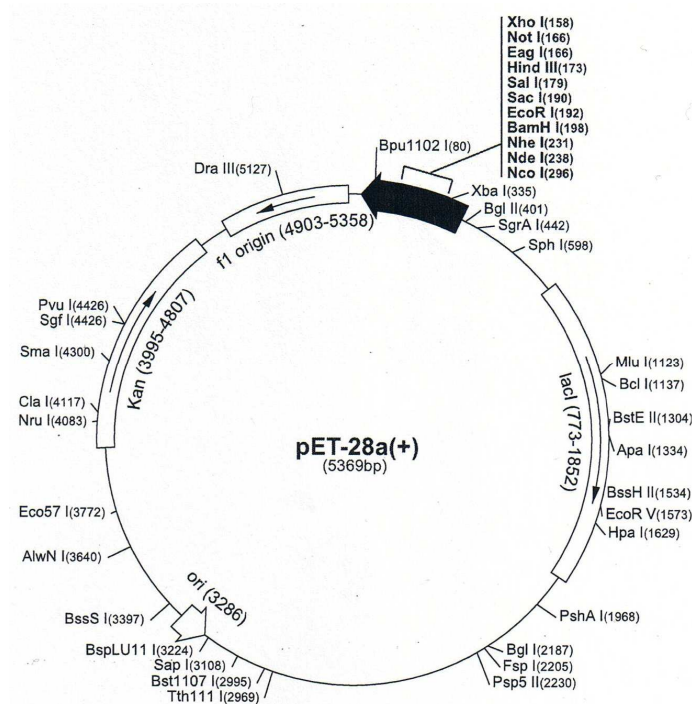 Xho I(158)
Not I(166)
Eag I(166)
Hind III(173)
Sal I(179)
Sac I(190)
EcoR I(192)
BamH I(198)
Nhe I(231)
Nde I(238)
Nco I(296)
Bpu1102 I(80)
Dra III(5127)
Xba I(335)
Bgl II(401)
SgrA I(442)
Sph I(598)
f1 origin (4903-5358)
Pvu I(4426)
Sgf I(4426)
Sma I(4300)
Kan (3995-4807)
Cla I(4117)
Nru I(4083)
Mlu I(1123)
Bcl I(1137)
BstE II(1304)
Apa I(1334)
lacI (773-1852)
BssH II(1534)
EcoR V(1573)
Hpa I(1629)
pET-28a(+)
(5369bp)
Eco57 I(3772)
AlwN I(3640)
ori (3286)
BssS I(3397)
BspLU11 I(3224)
Sap I(3108)
Bst1107 I(2995)
Tth111 I(2969)
PshA I(1968)
Bgl I(2187)
Fsp I(2205)
Psp5 II(2230)